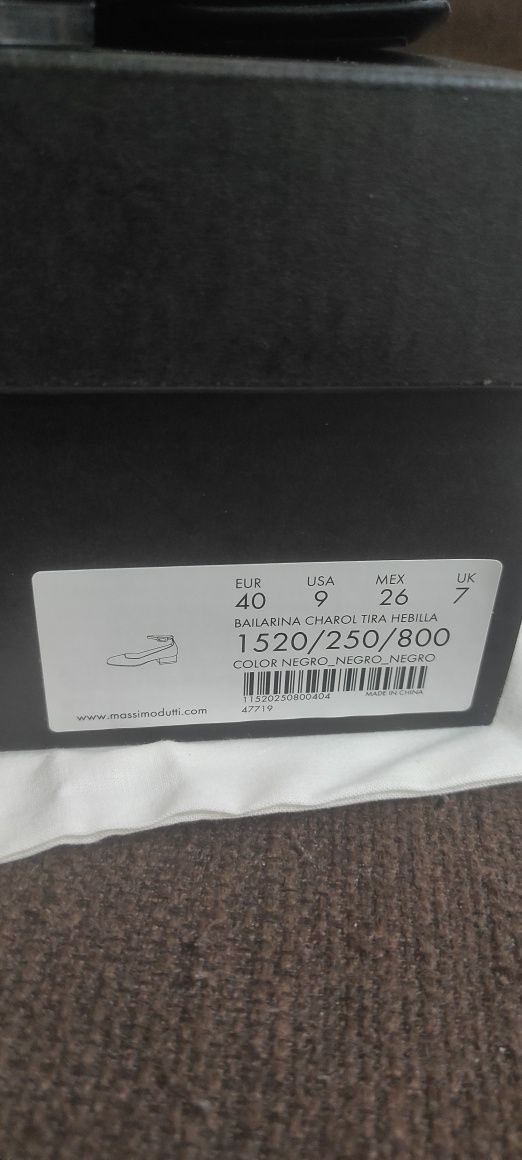 EUR USA MEX UK
40 9 26 7
BAILARINA CHAROL TIRA HEBILLA
1520/250/800
COLOR NEGRO_NEGRO_NEGRO
11520250800404 MADE IN CHINA
www.massimodutti.com 47719